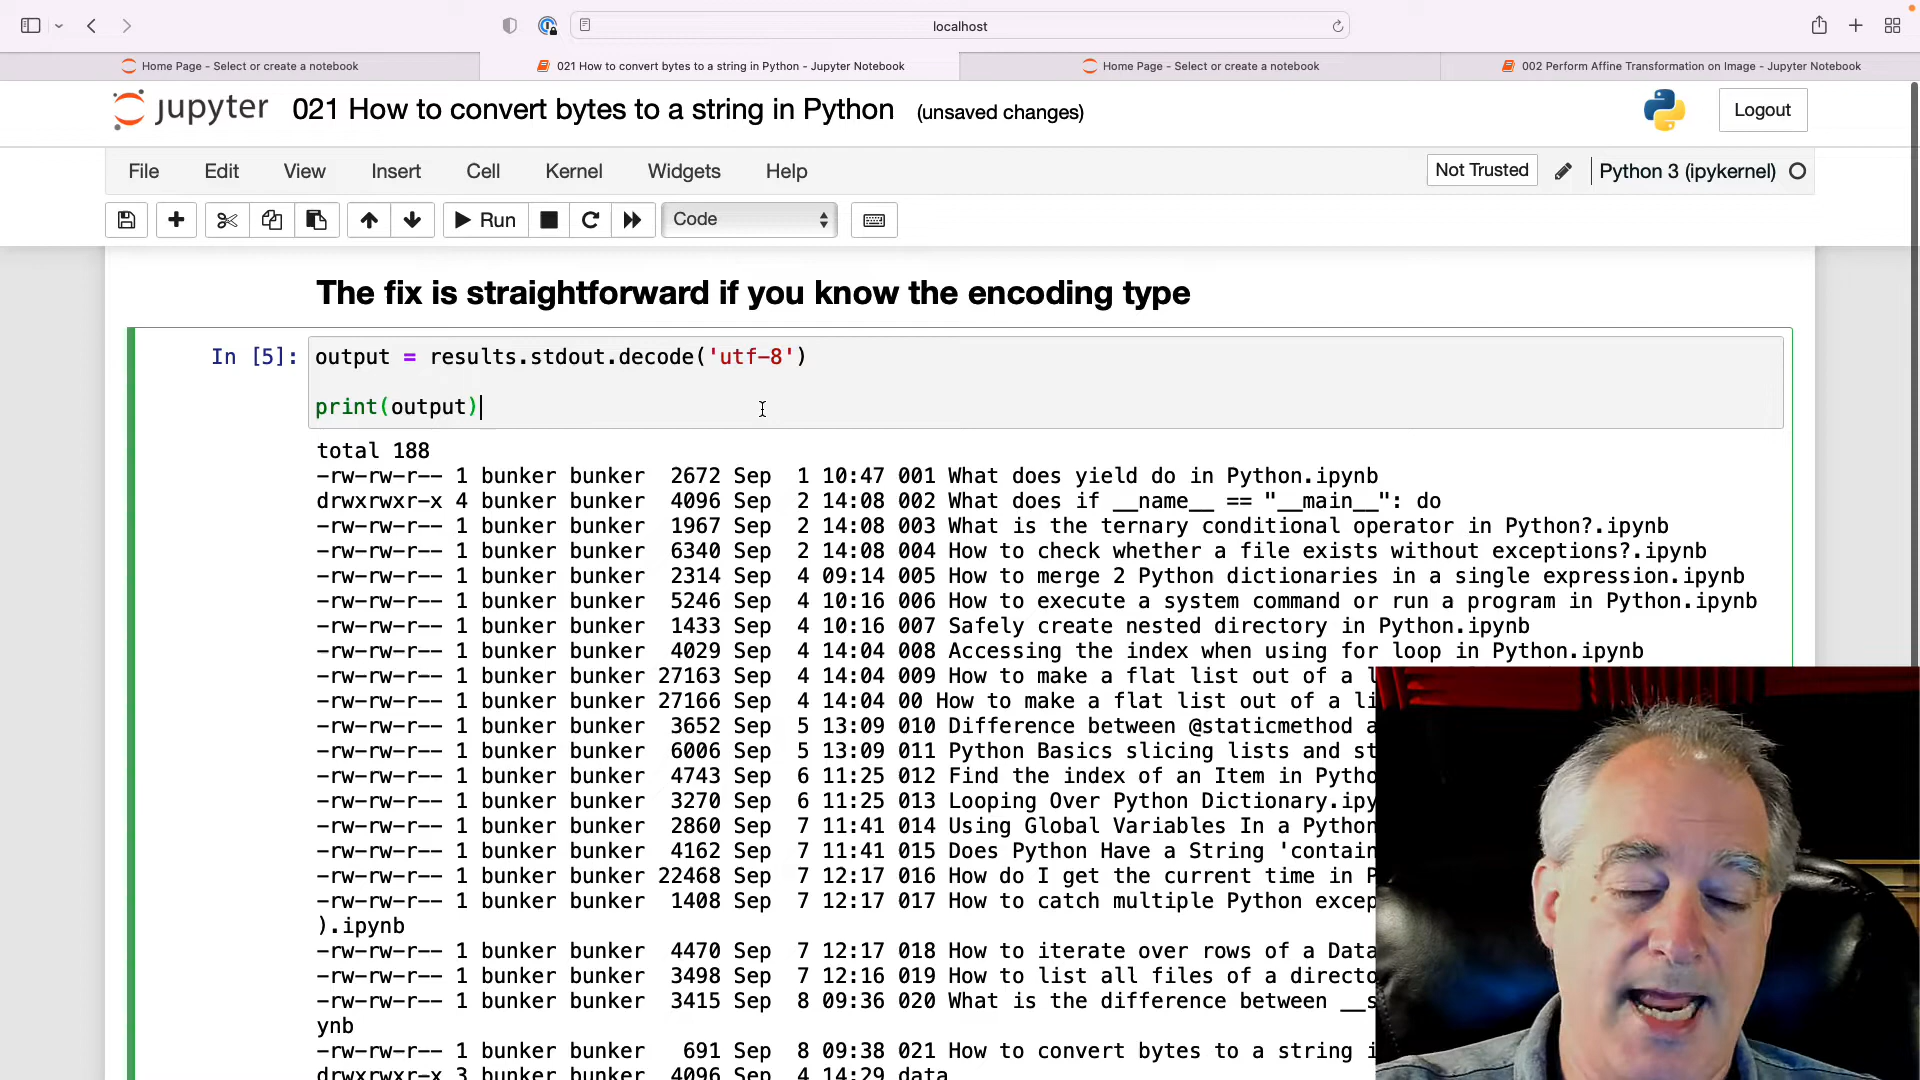 localhost
Home Page - Select or create a notebook
021 How to convert bytes to a string in Python - Jupyter Notebook
Home Page - Select or create a notebook
002 Perform Affine Transformation on Image - Jupyter Notebook
jupyter 021 How to convert bytes to a string in Python (unsaved changes)
Logout
File Edit View Insert Cell Kernel Widgets Help
Not Trusted
Python 3 (ipykernel)
Run
Code
The fix is straightforward if you know the encoding type
In [5]: output = results.stdout.decode('utf-8')
print(output)
total 188
-rw-rw-r-- 1 bunker bunker  2672 Sep  1 10:47 001 What does yield do in Python.ipynb
drwxrwxr-x 4 bunker bunker  4096 Sep  2 14:08 002 What does if __name__ == "__main__": do
-rw-rw-r-- 1 bunker bunker  1967 Sep  2 14:08 003 What is the ternary conditional operator in Python?.ipynb
-rw-rw-r-- 1 bunker bunker  6340 Sep  2 14:08 004 How to check whether a file exists without exceptions?.ipynb
-rw-rw-r-- 1 bunker bunker  2314 Sep  4 09:14 005 How to merge 2 Python dictionaries in a single expression.ipynb
-rw-rw-r-- 1 bunker bunker  5246 Sep  4 10:16 006 How to execute a system command or run a program in Python.ipynb
-rw-rw-r-- 1 bunker bunker  1433 Sep  4 10:16 007 Safely create nested directory in Python.ipynb
-rw-rw-r-- 1 bunker bunker  4029 Sep  4 14:04 008 Accessing the index when using for loop in Python.ipynb
-rw-rw-r-- 1 bunker bunker 27163 Sep  4 14:04 009 How to make a flat list out of a l
-rw-rw-r-- 1 bunker bunker 27166 Sep  4 14:04 00 How to make a flat list out of a li
-rw-rw-r-- 1 bunker bunker  3652 Sep  5 13:09 010 Difference between @staticmethod a
-rw-rw-r-- 1 bunker bunker  6006 Sep  5 13:09 011 Python Basics slicing lists and st
-rw-rw-r-- 1 bunker bunker  4743 Sep  6 11:25 012 Find the index of an Item in Pytho
-rw-rw-r-- 1 bunker bunker  3270 Sep  6 11:25 013 Looping Over Python Dictionary.ipy
-rw-rw-r-- 1 bunker bunker  2860 Sep  7 11:41 014 Using Global Variables In a Python
-rw-rw-r-- 1 bunker bunker  4162 Sep  7 11:41 015 Does Python Have a String 'contain
-rw-rw-r-- 1 bunker bunker 22468 Sep  7 12:17 016 How do I get the current time in P
-rw-rw-r-- 1 bunker bunker  1408 Sep  7 12:17 017 How to catch multiple Python excep
).ipynb
-rw-rw-r-- 1 bunker bunker  4470 Sep  7 12:17 018 How to iterate over rows of a Data
-rw-rw-r-- 1 bunker bunker  3498 Sep  7 12:16 019 How to list all files of a directo
-rw-rw-r-- 1 bunker bunker  3415 Sep  8 09:36 020 What is the difference between __s
ynb
-rw-rw-r-- 1 bunker bunker   691 Sep  8 09:38 021 How to convert bytes to a string i
drwxrwxr-x 3 bunker bunker  4096 Sep  4 14:29 data